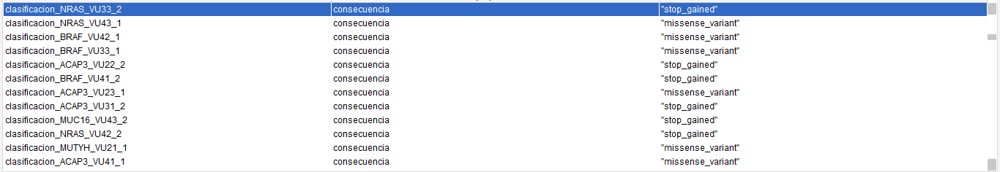 clasificacion_NRAS_VU33_2 consecuencia "stop_gained"
clasificacion_NRAS_VU43_1 consecuencia "missense_variant"
clasificacion_BRAF_VU42_1 consecuencia "missense_variant"
clasificacion_BRAF_VU33_1 consecuencia "missense_variant"
clasificacion_ACAP3_VU22_2 consecuencia "stop_gained"
clasificacion_BRAF_VU41_2 consecuencia "stop_gained"
clasificacion_ACAP3_VU23_1 consecuencia "missense_variant"
clasificacion_ACAP3_VU31_2 consecuencia "stop_gained"
clasificacion_MUC16_VU43_2 consecuencia "stop_gained"
clasificacion_NRAS_VU42_2 consecuencia "stop_gained"
clasificacion_MUTYH_VU21_1 consecuencia "missense_variant"
clasificacion_ACAP3_VU41_1 consecuencia "missense_variant"